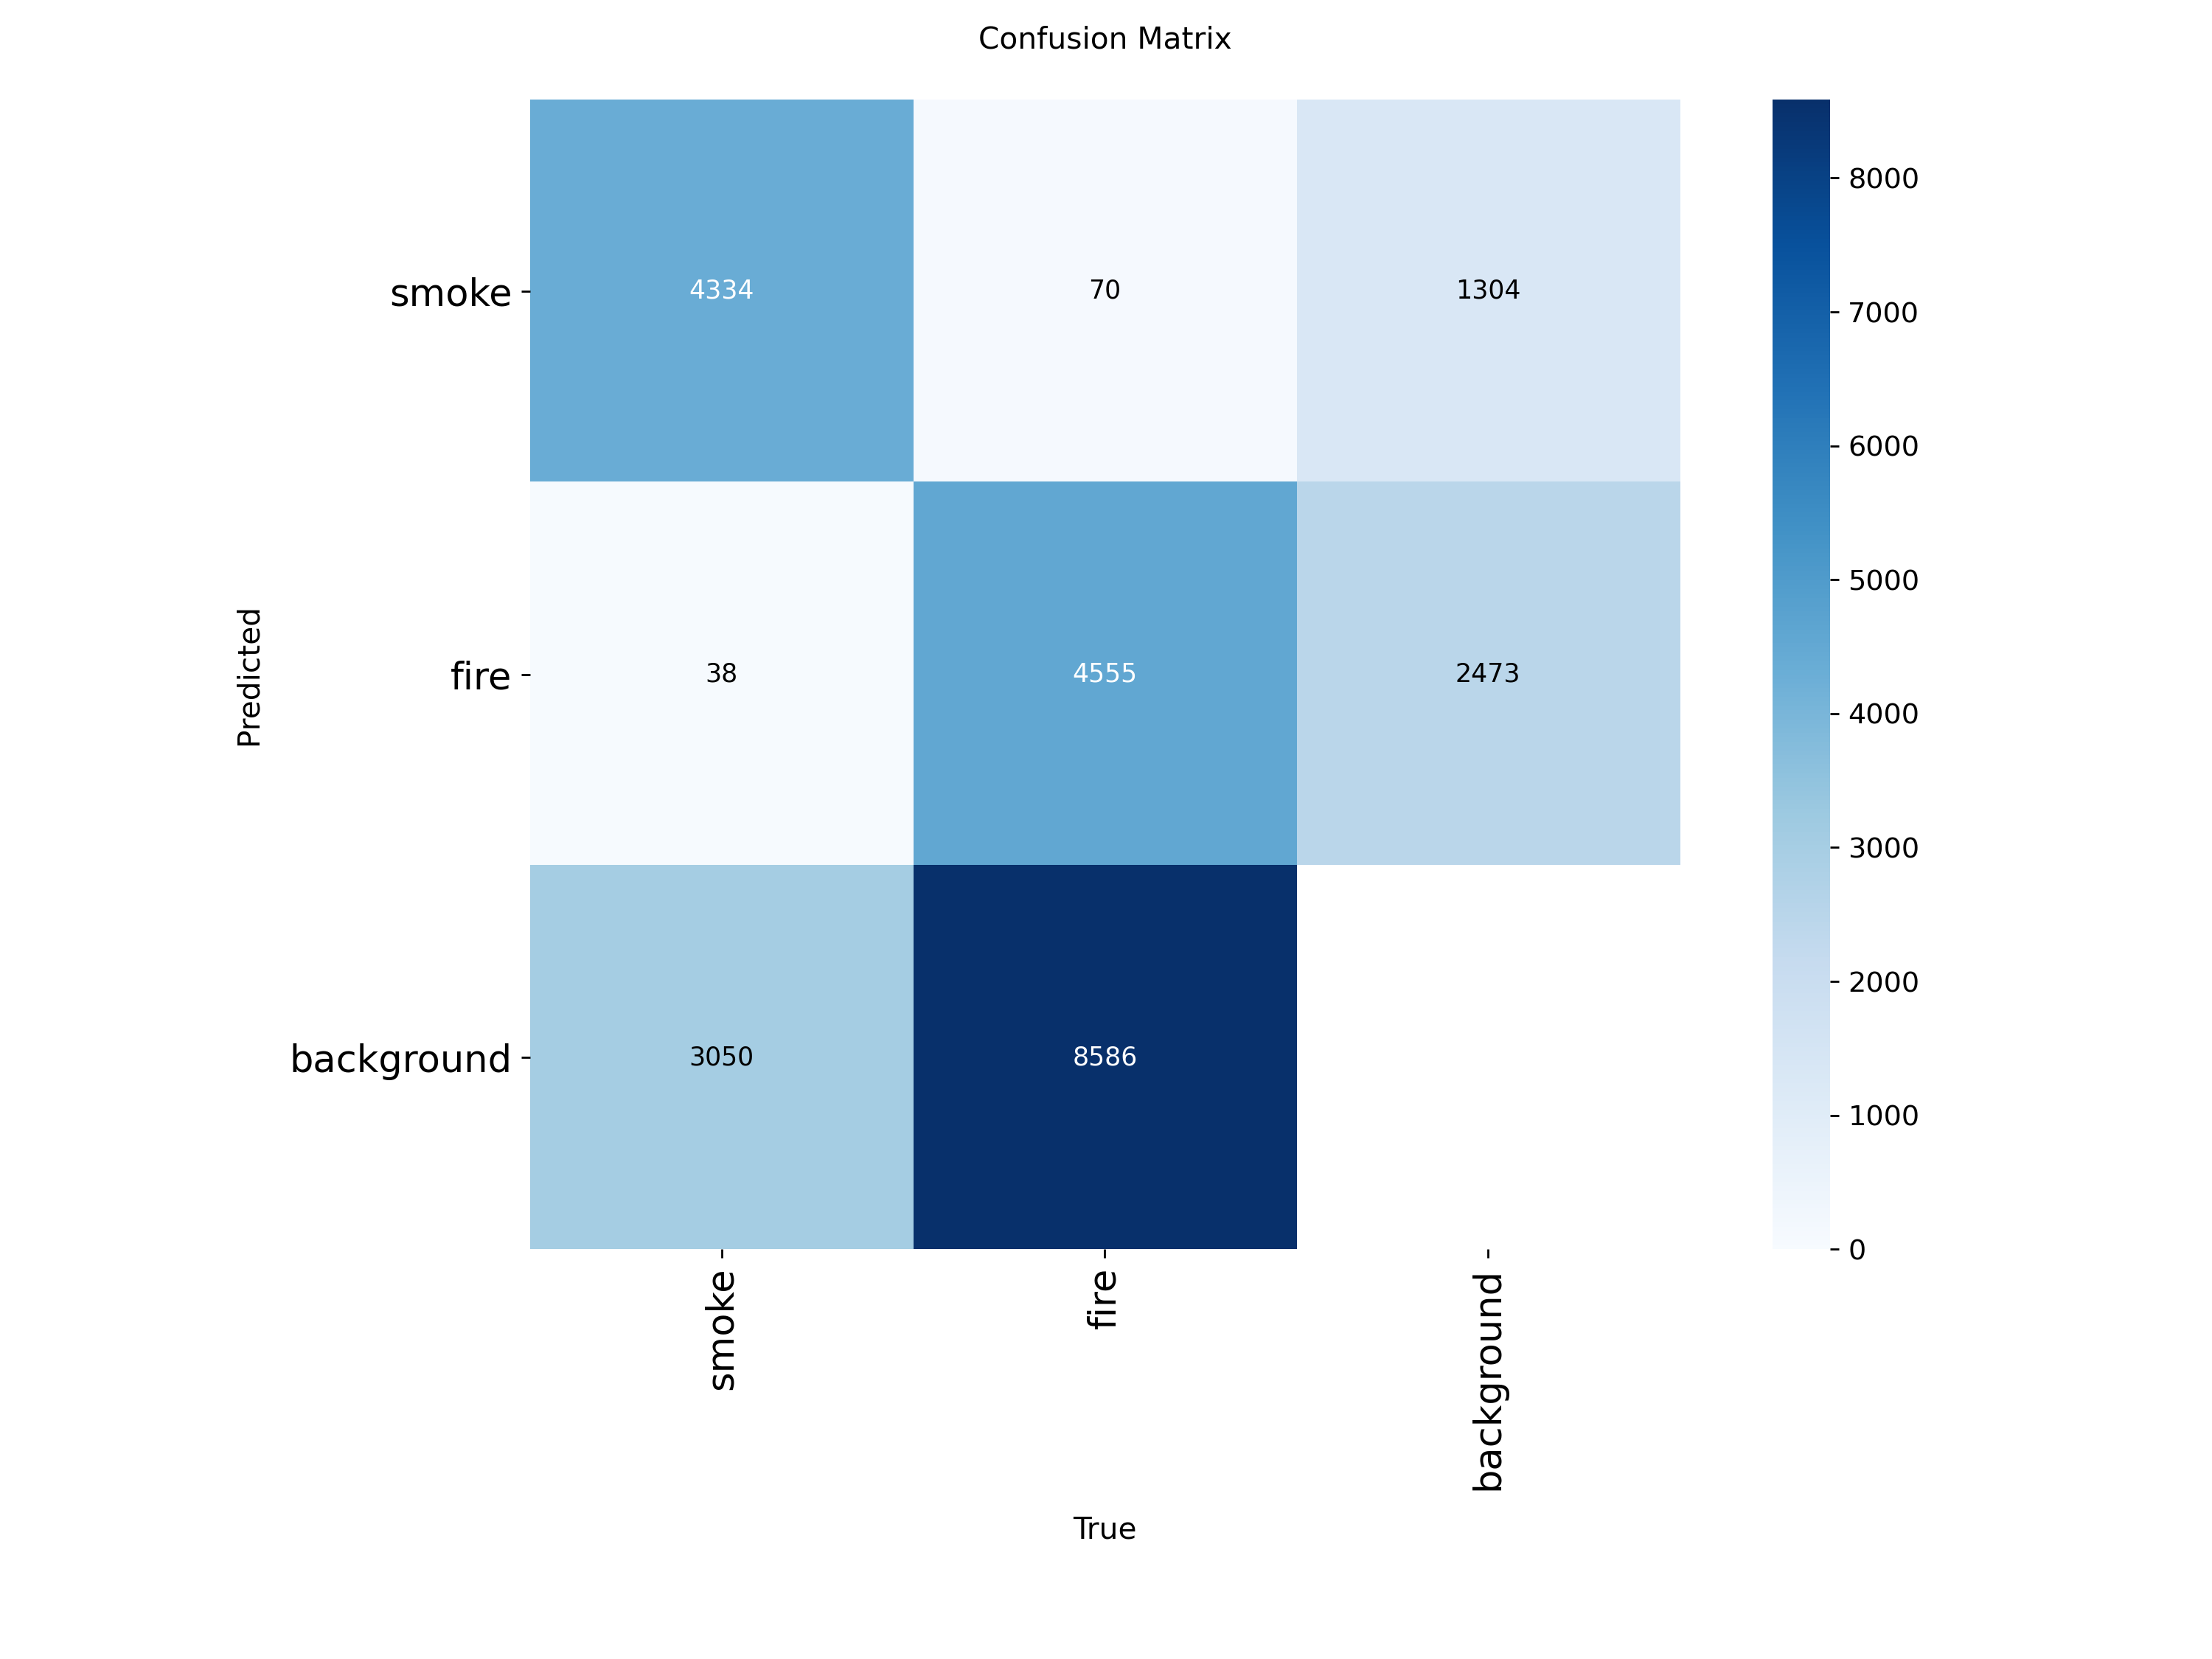 Confusion Matrix
Predicted
smoke
4334
70
1304
fire
38
4555
2473
background
3050
8586
smoke
fire
background
True
8000
7000
6000
5000
4000
3000
2000
1000
0